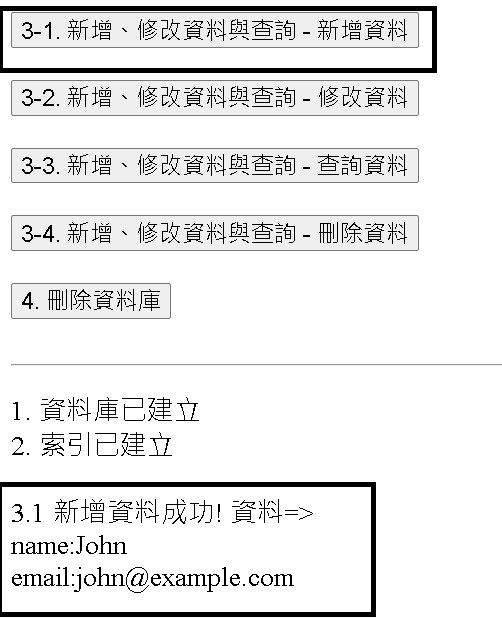 3-1. 新增、修改資料與查詢 - 新增資料
3-2. 新增、修改資料與查詢 - 修改資料
3-3. 新增、修改資料與查詢 - 查詢資料
3-4. 新增、修改資料與查詢 - 刪除資料
4. 刪除資料庫
1. 資料庫已建立
2. 索引已建立
3.1 新增資料成功! 資料=>
name:John
email:john@example.com